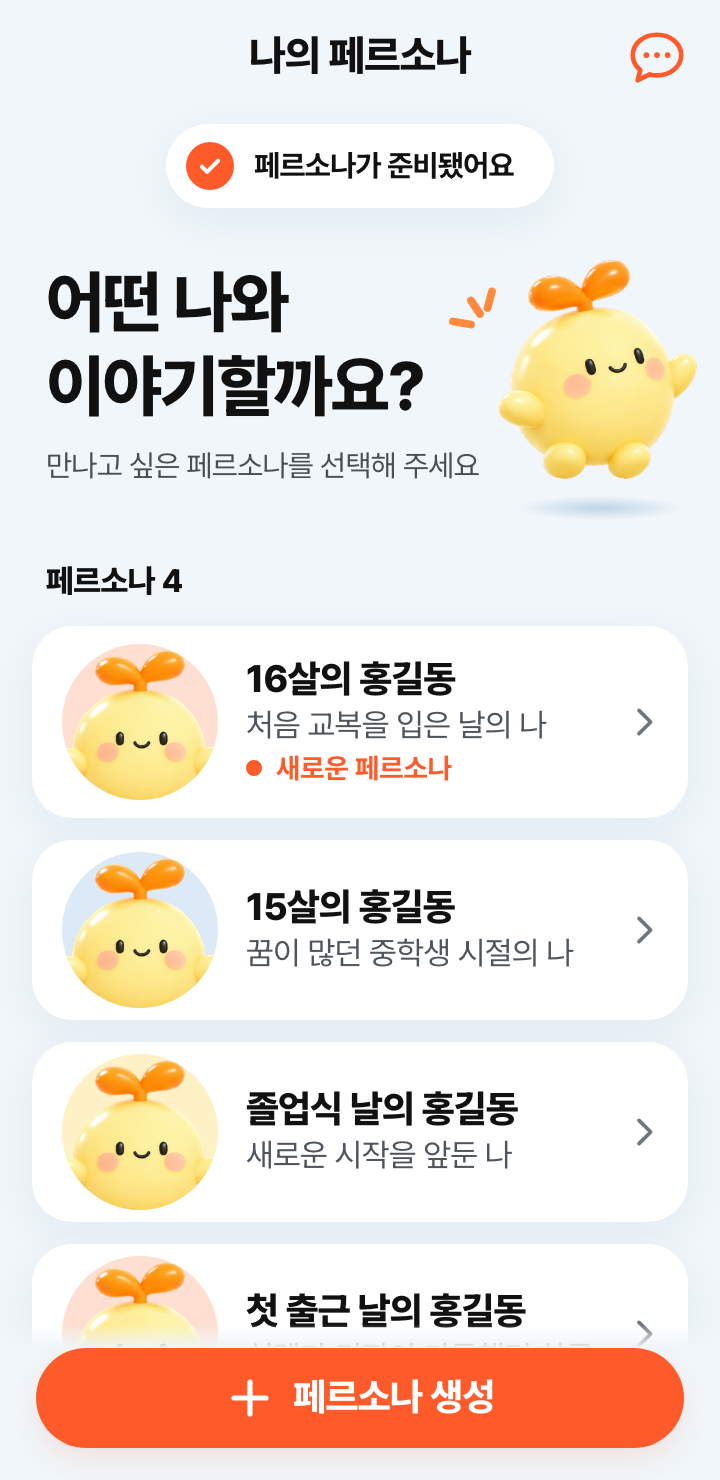 나의 페르소나
페르소나가 준비됐어요
어떤 나와
이야기할까요?
만나고 싶은 페르소나를 선택해 주세요
페르소나 4
16살의 홍길동
처음 교복을 입은 날의 나
새로운 페르소나
15살의 홍길동
꿈이 많던 중학생 시절의 나
졸업식 날의 홍길동
새로운 시작을 앞둔 나
첫 출근 날의 홍길동
페르소나 생성